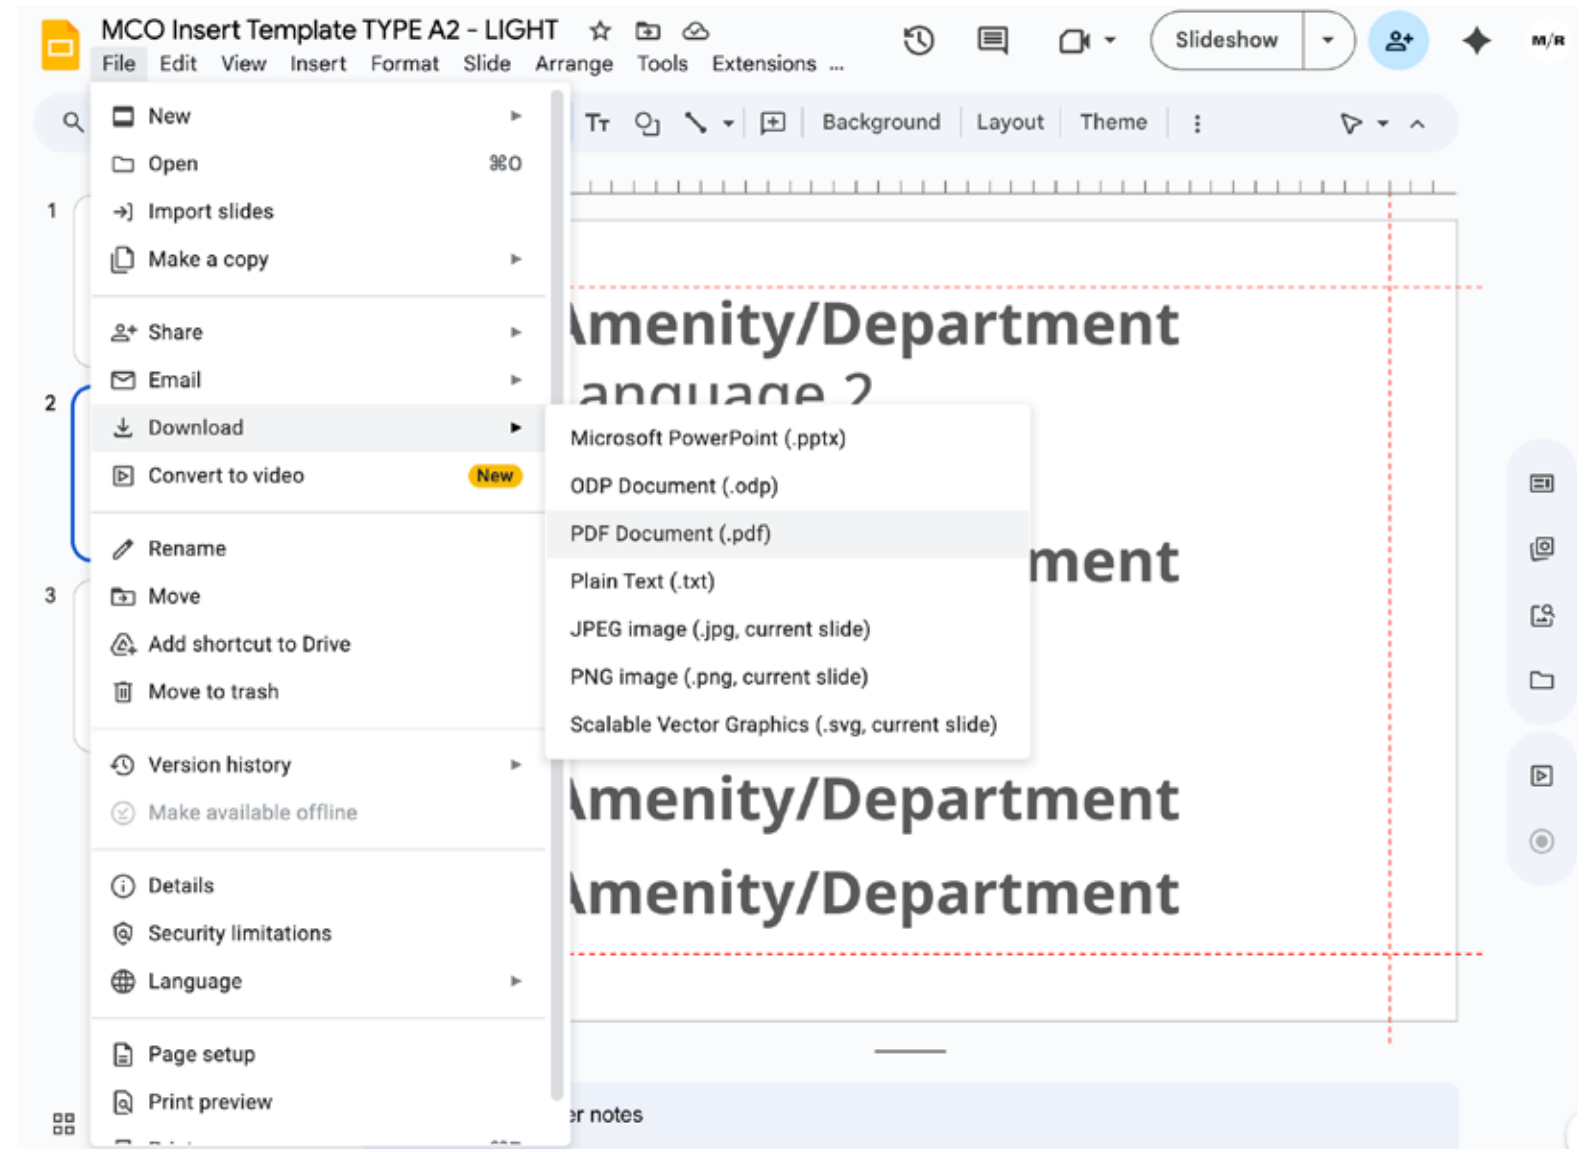 MCO Insert Template TYPE A2 - LIGHT
File Edit View Insert Format Slide Arrange Tools Extensions ...
Slideshow
M/R
Background Layout Theme
New
Open ⌘O
Import slides
Make a copy
Share
Email
Download
Convert to video New
Rename
Move
Add shortcut to Drive
Move to trash
Version history
Make available offline
Details
Security limitations
Language
Page setup
Print preview
Microsoft PowerPoint (.pptx)
ODP Document (.odp)
PDF Document (.pdf)
Plain Text (.txt)
JPEG image (.jpg, current slide)
PNG image (.png, current slide)
Scalable Vector Graphics (.svg, current slide)
1
2
3
Amenity/Department
anguage 2
ment
Amenity/Department
Amenity/Department
er notes